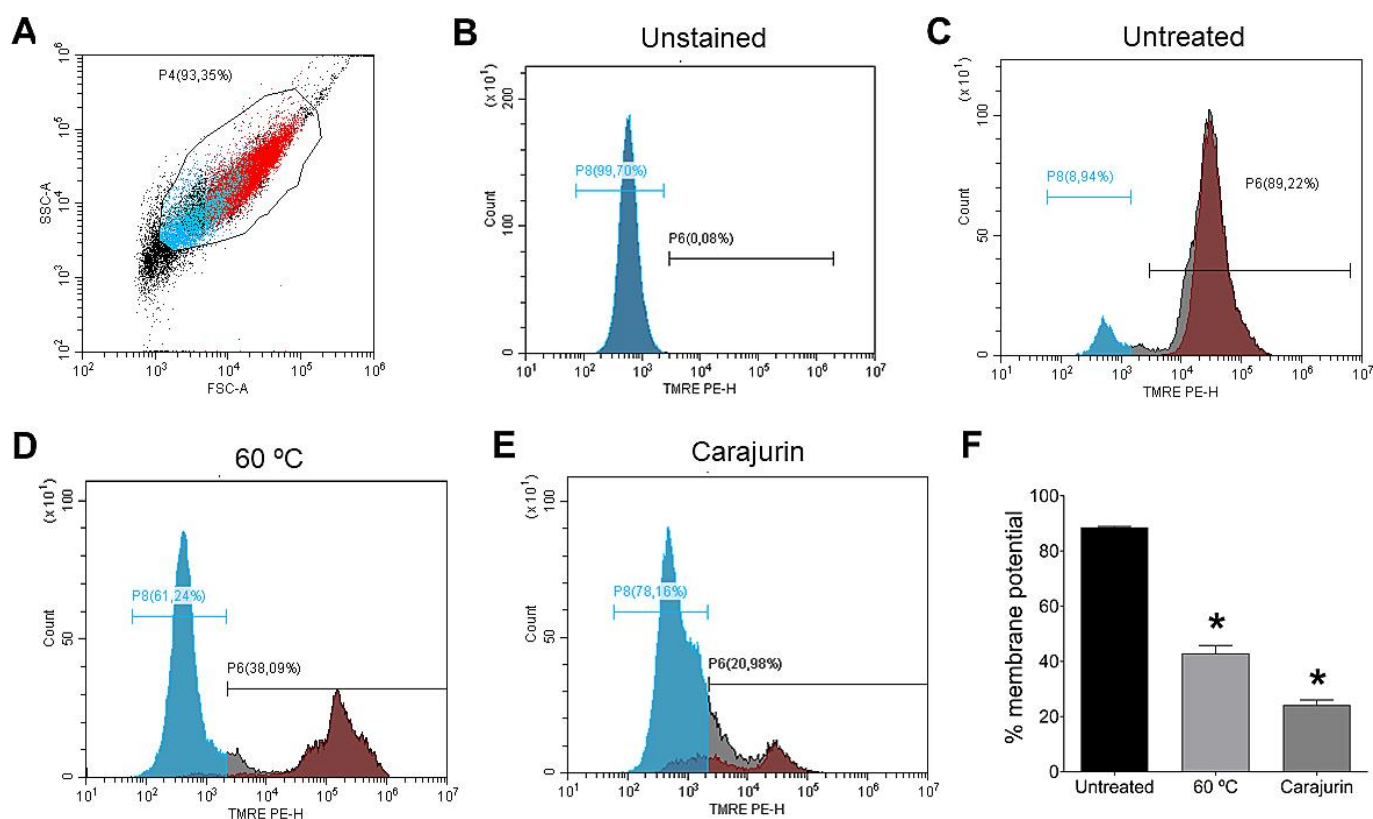 A
P4(93,35%)
SSC-A
10^6
10^5
10^4
10^3
10^2
10^2 10^3 10^4 10^5 10^6
FSC-A
B
Unstained
(x10^1)
Count
200
100
0
P8(99,70%)
P6(0,08%)
10^1 10^2 10^3 10^4 10^5 10^6 10^7
TMRE PE-H
C
Untreated
(x10^1)
Count
100
50
0
P8(8,94%)
P6(89,22%)
10^1 10^2 10^3 10^4 10^5 10^6 10^7
TMRE PE-H
D
60 ºC
(x10^1)
Count
100
50
0
P8(61,24%)
P6(38,09%)
10^1 10^2 10^3 10^4 10^5 10^6 10^7
TMRE PE-H
E
Carajurin
(x10^1)
Count
100
50
0
P8(78,16%)
P6(20,98%)
10^1 10^2 10^3 10^4 10^5 10^6 10^7
TMRE PE-H
F
% membrane potential
100
80
60
40
20
0
*
*
Untreated 60 ºC Carajurin